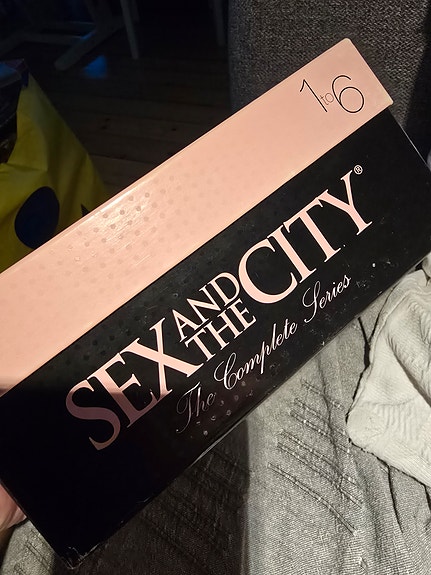 1 to 6
SEX AND THE CITY®
The Complete Series